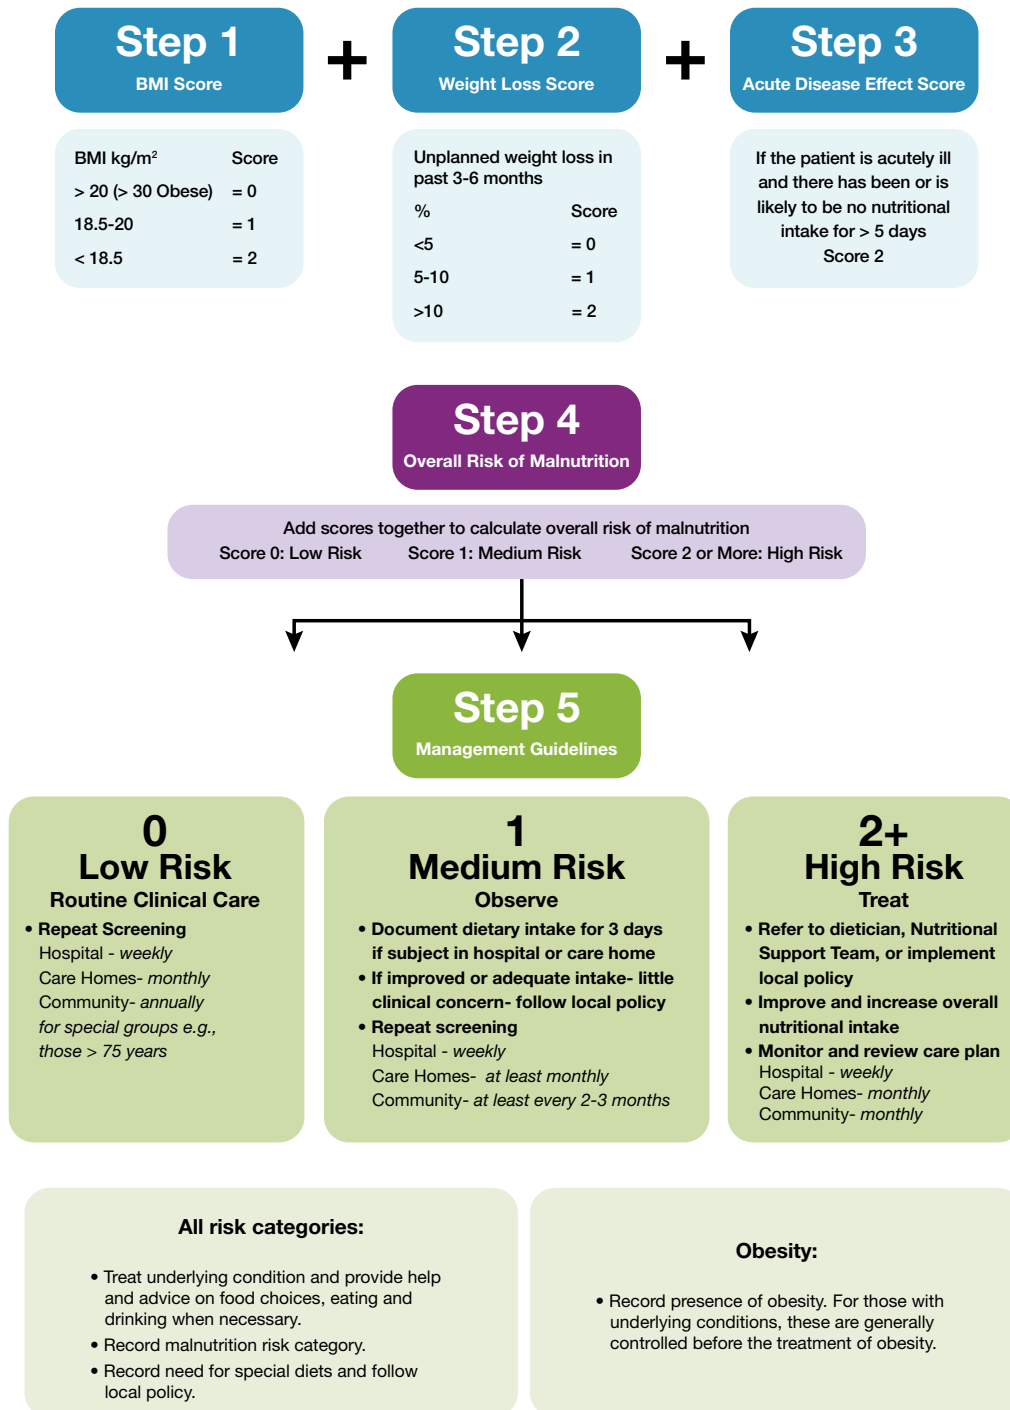 Step 1
BMI Score
+
Step 2
Weight Loss Score
+
Step 3
Acute Disease Effect Score
BMI kg/m² Score
> 20 (> 30 Obese) = 0
18.5-20 = 1
< 18.5 = 2
Unplanned weight loss in
past 3-6 months
% Score
<5 = 0
5-10 = 1
>10 = 2
If the patient is acutely ill
and there has been or is
likely to be no nutritional
intake for > 5 days
Score 2
Step 4
Overall Risk of Malnutrition
Add scores together to calculate overall risk of malnutrition
Score 0: Low Risk Score 1: Medium Risk Score 2 or More: High Risk
Step 5
Management Guidelines
0
Low Risk
Routine Clinical Care
• Repeat Screening
Hospital - weekly
Care Homes- monthly
Community- annually
for special groups e.g.,
those > 75 years
1
Medium Risk
Observe
• Document dietary intake for 3 days
if subject in hospital or care home
• If improved or adequate intake- little
clinical concern- follow local policy
• Repeat screening
Hospital - weekly
Care Homes- at least monthly
Community- at least every 2-3 months
2+
High Risk
Treat
• Refer to dietician, Nutritional
Support Team, or implement
local policy
• Improve and increase overall
nutritional intake
• Monitor and review care plan
Hospital - weekly
Care Homes- monthly
Community- monthly
All risk categories:
• Treat underlying condition and provide help
and advice on food choices, eating and
drinking when necessary.
• Record malnutrition risk category.
• Record need for special diets and follow
local policy.
Obesity:
• Record presence of obesity. For those with
underlying conditions, these are generally
controlled before the treatment of obesity.